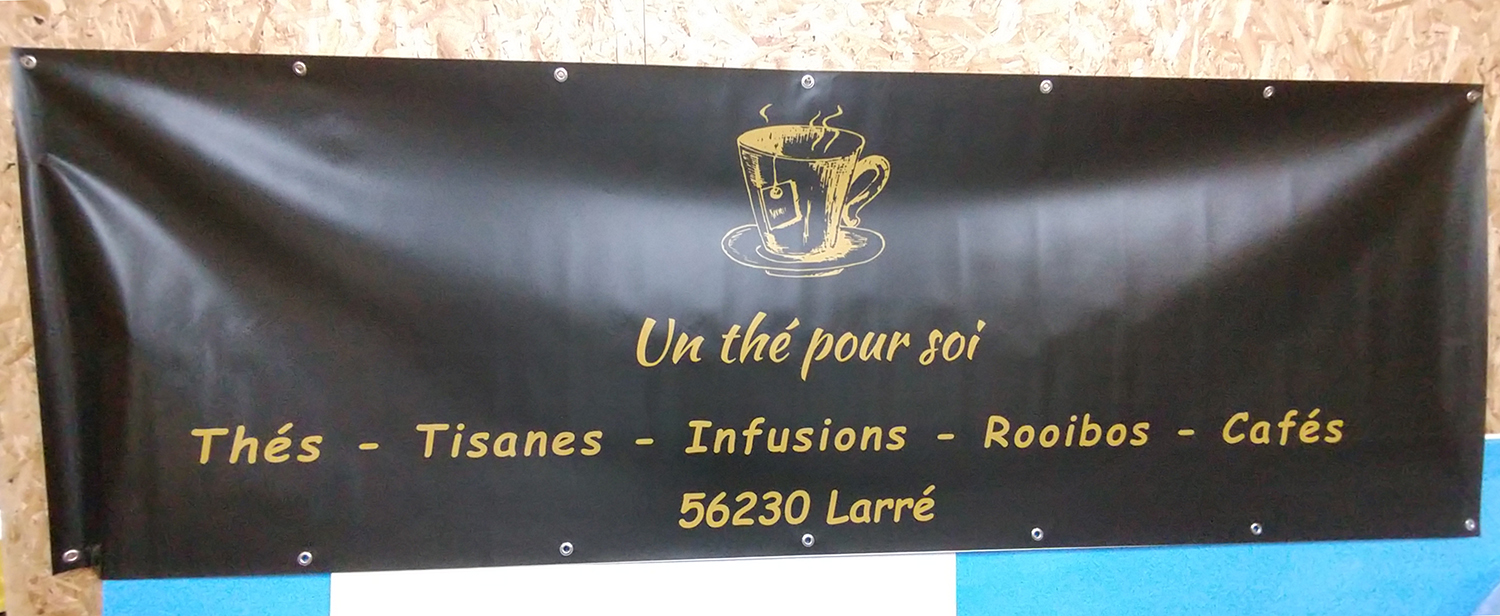 Un thé pour soi
Thés - Tisanes - Infusions - Rooibos - Cafés
56230 Larré